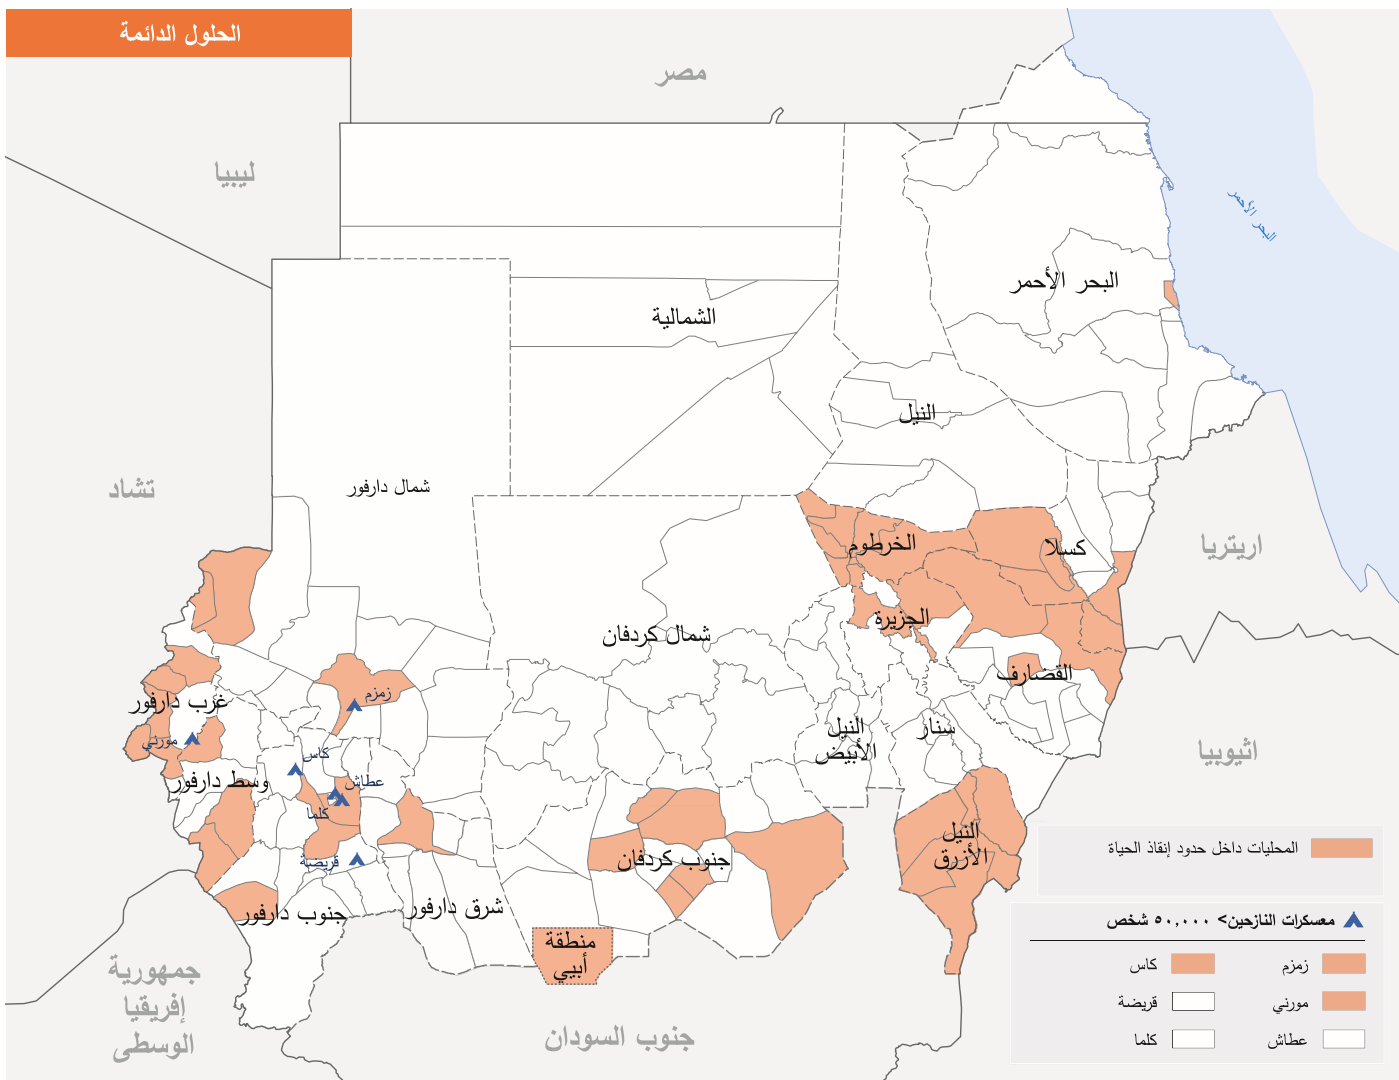 الحلول الدائمة
مصر
ليبيا
البحر الأحمر
البحر الأحمر
الشمالية
النيل
تشاد
شمال دارفور
الخرطوم
كسلا
اريتريا
الجزيرة
شمال كردفان
القضارف
زمزم
غرب دارفور
مورني
كاس
النيل
الأبيض
سنار
اثيوبيا
وسط دارفور
عطاش
كلما
النيل
الأزرق
قريضة
جنوب كردفان
جنوب دارفور
شرق دارفور
منطقة
أبيي
جمهورية
إفريقيا
الوسطى
جنوب السودان
المحليات داخل حدود إنقاذ الحياة
معسكرات النازحين> ٥٠,٠٠٠ شخص
زمزم
كاس
مورني
قريضة
عطاش
كلما